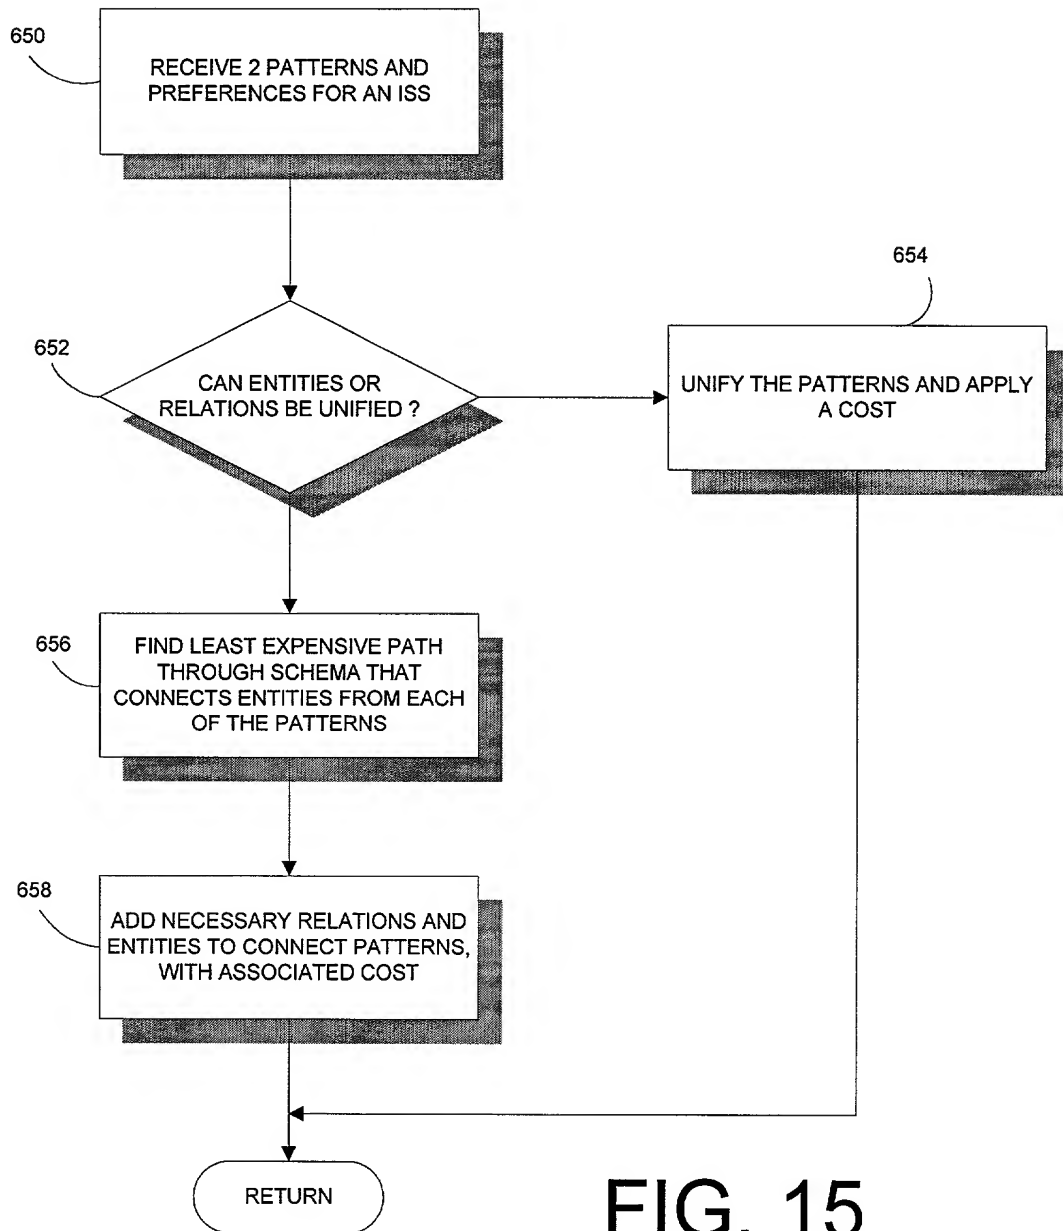 650
RECEIVE 2 PATTERNS AND
PREFERENCES FOR AN ISS
654
652
CAN ENTITIES OR
RELATIONS BE UNIFIED ?
UNIFY THE PATTERNS AND APPLY
A COST
656
FIND LEAST EXPENSIVE PATH
THROUGH SCHEMA THAT
CONNECTS ENTITIES FROM EACH
OF THE PATTERNS
658
ADD NECESSARY RELATIONS AND
ENTITIES TO CONNECT PATTERNS,
WITH ASSOCIATED COST
RETURN
FIG. 15